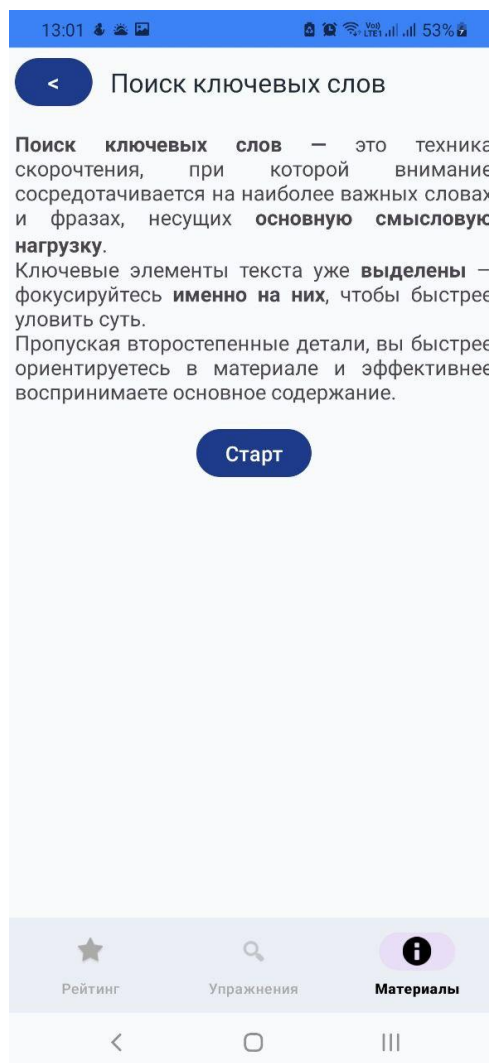 13:01 53%
< Поиск ключевых слов
Поиск ключевых слов — это техника
скорочтения, при которой внимание
сосредотачивается на наиболее важных словах
и фразах, несущих основную смысловую
нагрузку.
Ключевые элементы текста уже выделены –
фокусируйтесь именно на них, чтобы быстрее
уловить суть.
Пропуская второстепенные детали, вы быстрее
ориентируетесь в материале и эффективнее
воспринимаете основное содержание.
Старт
Рейтинг Упражнения Материалы